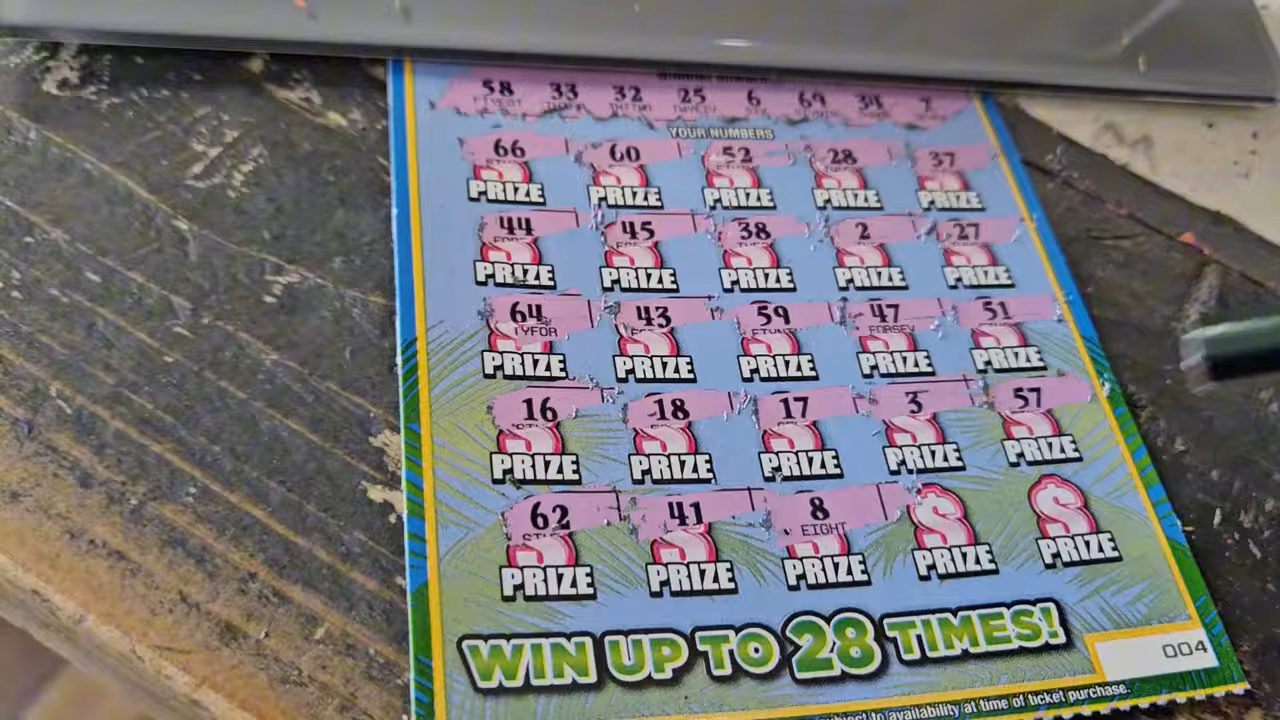 58 33 32 25 6 69 34
YOUR NUMBERS
66 60 52 28 37
PRIZE PRIZE PRIZE PRIZE PRIZE
44 45 38 2 27
PRIZE PRIZE PRIZE PRIZE PRIZE
64 43 59 47 51
TYFOR FORSEV
PRIZE PRIZE PRIZE PRIZE PRIZE
16 18 17 3 57
PRIZE PRIZE PRIZE PRIZE PRIZE
62 41 8 $ $
EIGHT
PRIZE PRIZE PRIZE PRIZE PRIZE
WIN UP TO 28 TIMES!
004
to availability at time of ticket purchase.